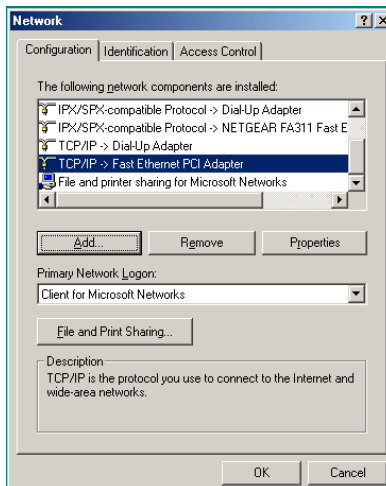 Network
Configuration Identification Access Control
The following network components are installed:
IPX/SPX-compatible Protocol -> Dial-Up Adapter
IPX/SPX-compatible Protocol -> NETGEAR FA311 Fast E
TCP/IP -> Dial-Up Adapter
TCP/IP -> Fast Ethernet PCI Adapter
File and printer sharing for Microsoft Networks
Add... Remove Properties
Primary Network Logon:
Client for Microsoft Networks
File and Print Sharing...
Description
TCP/IP is the protocol you use to connect to the Internet and
wide-area networks.
OK Cancel